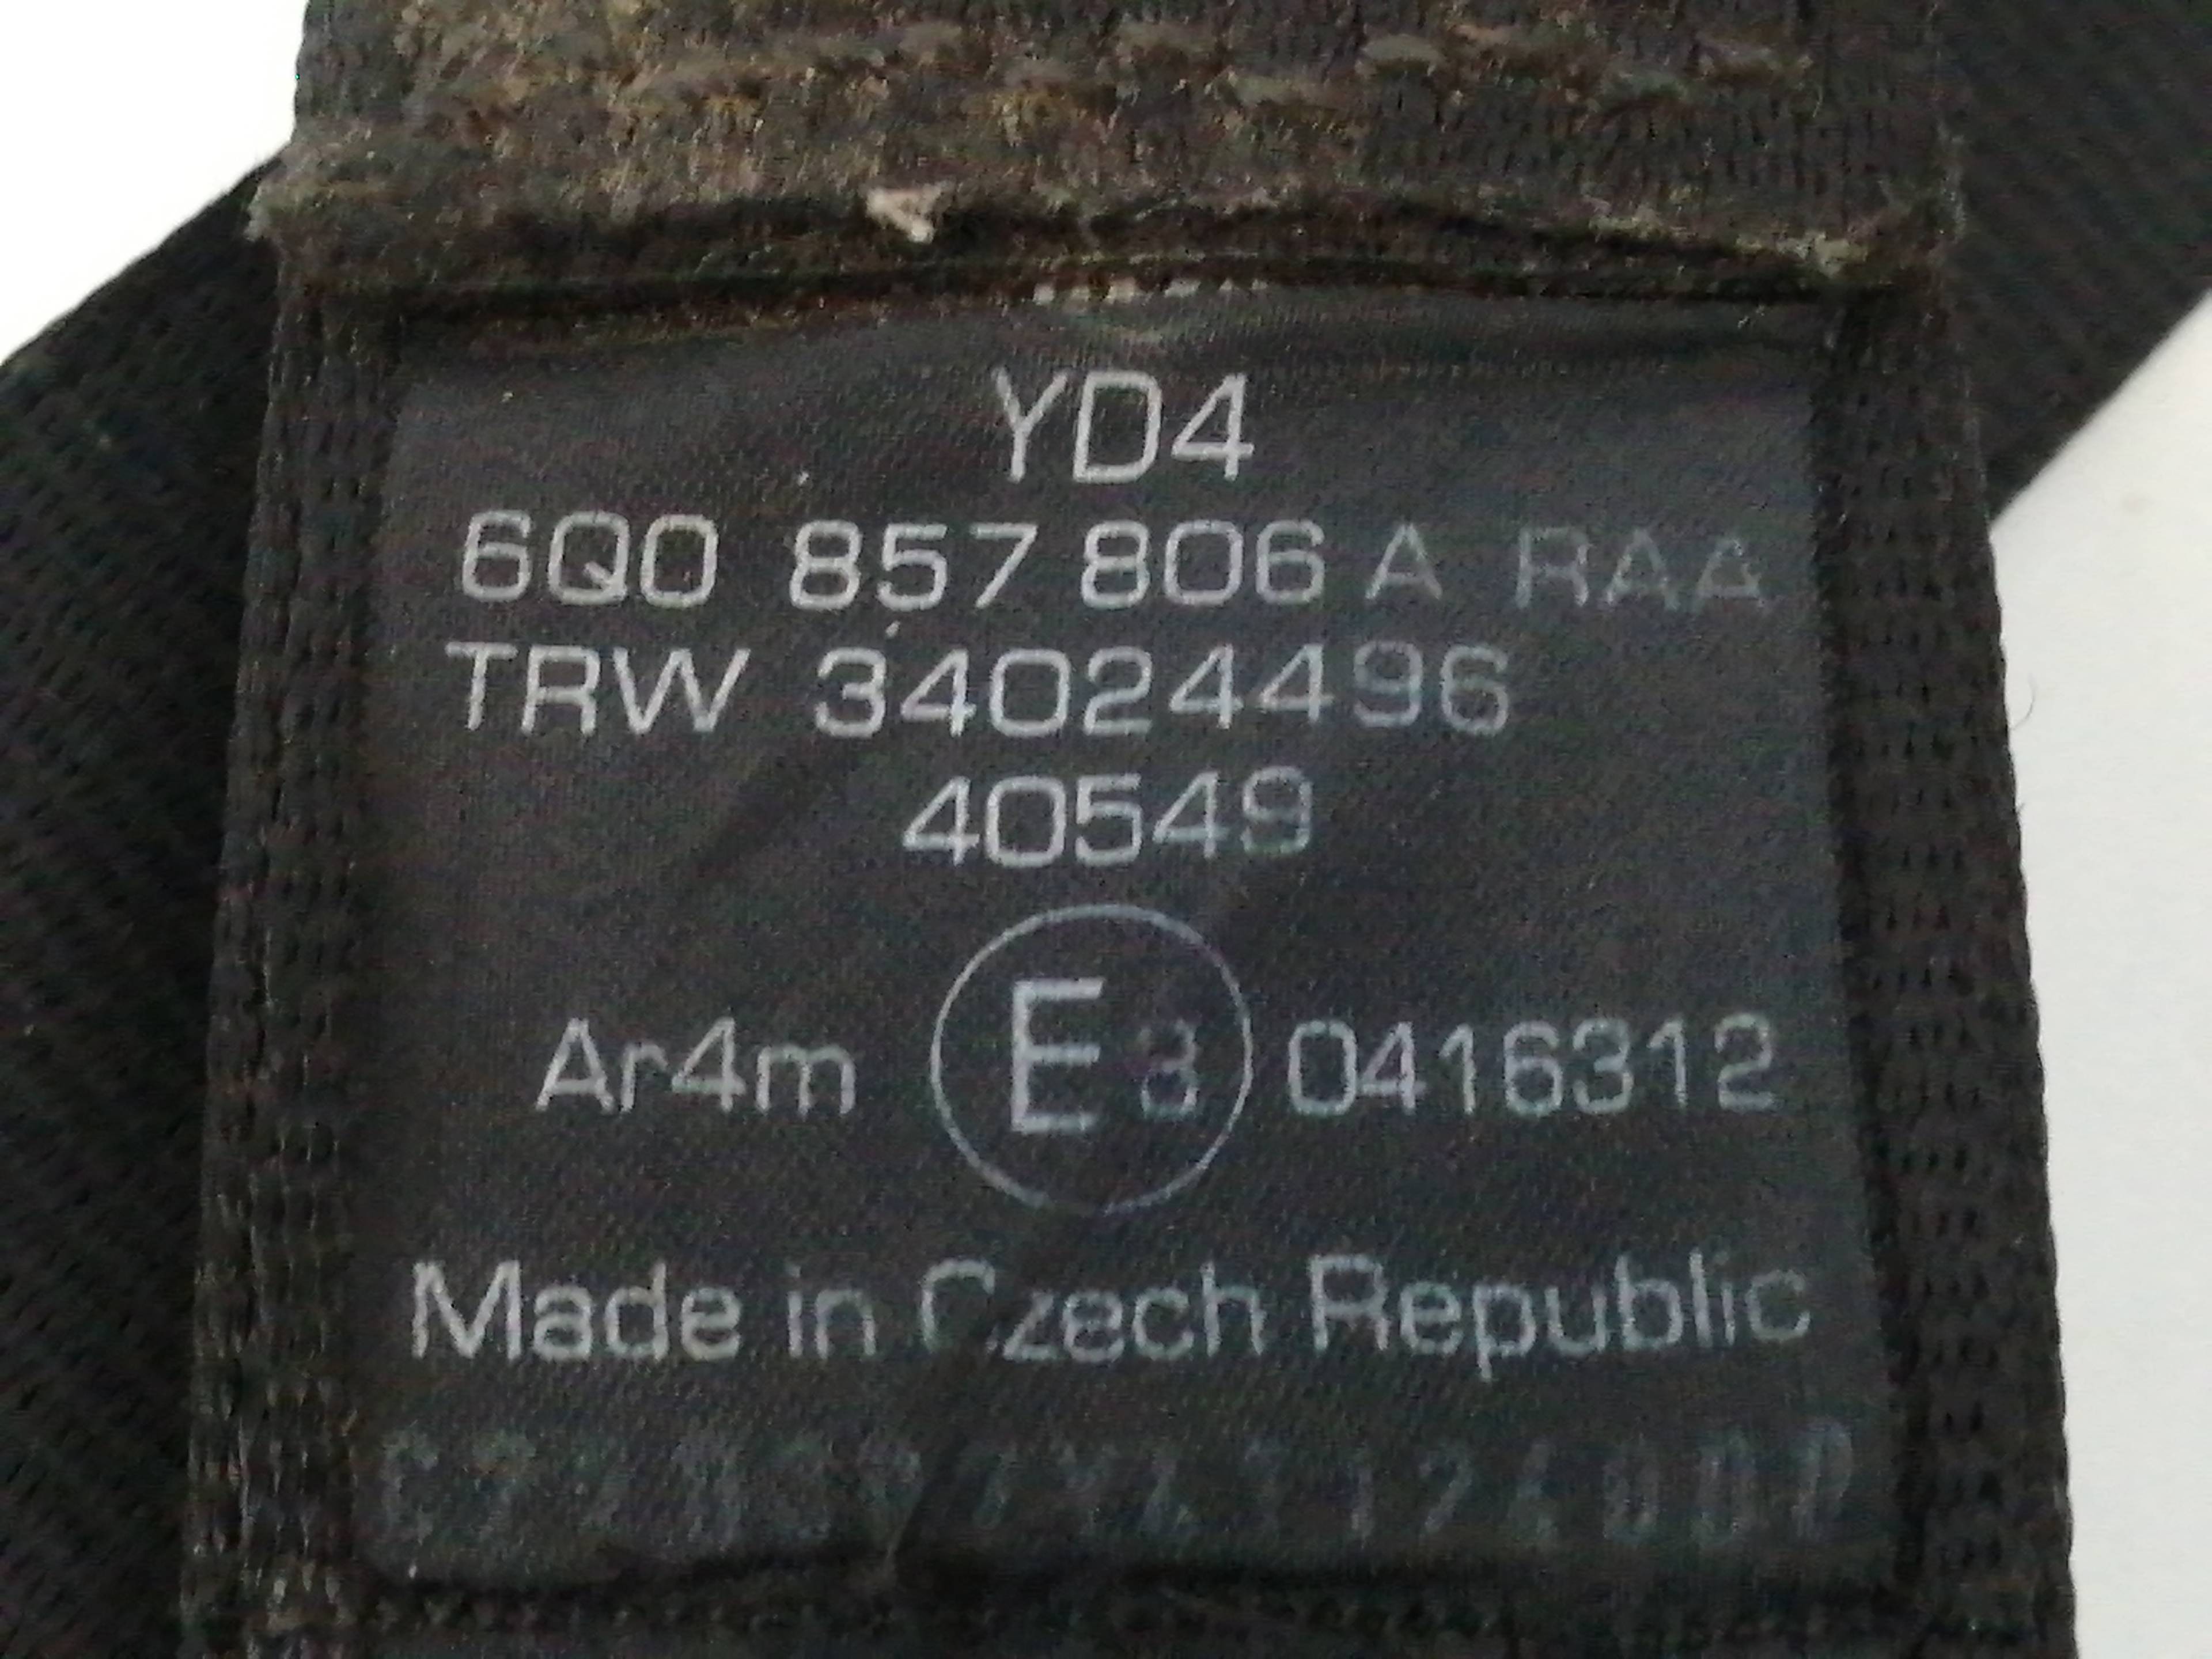 YD4
6Q0 857 806 A RAA
TRW 34024496
40549
Ar4m E3 0416312
Made in Czech Republic